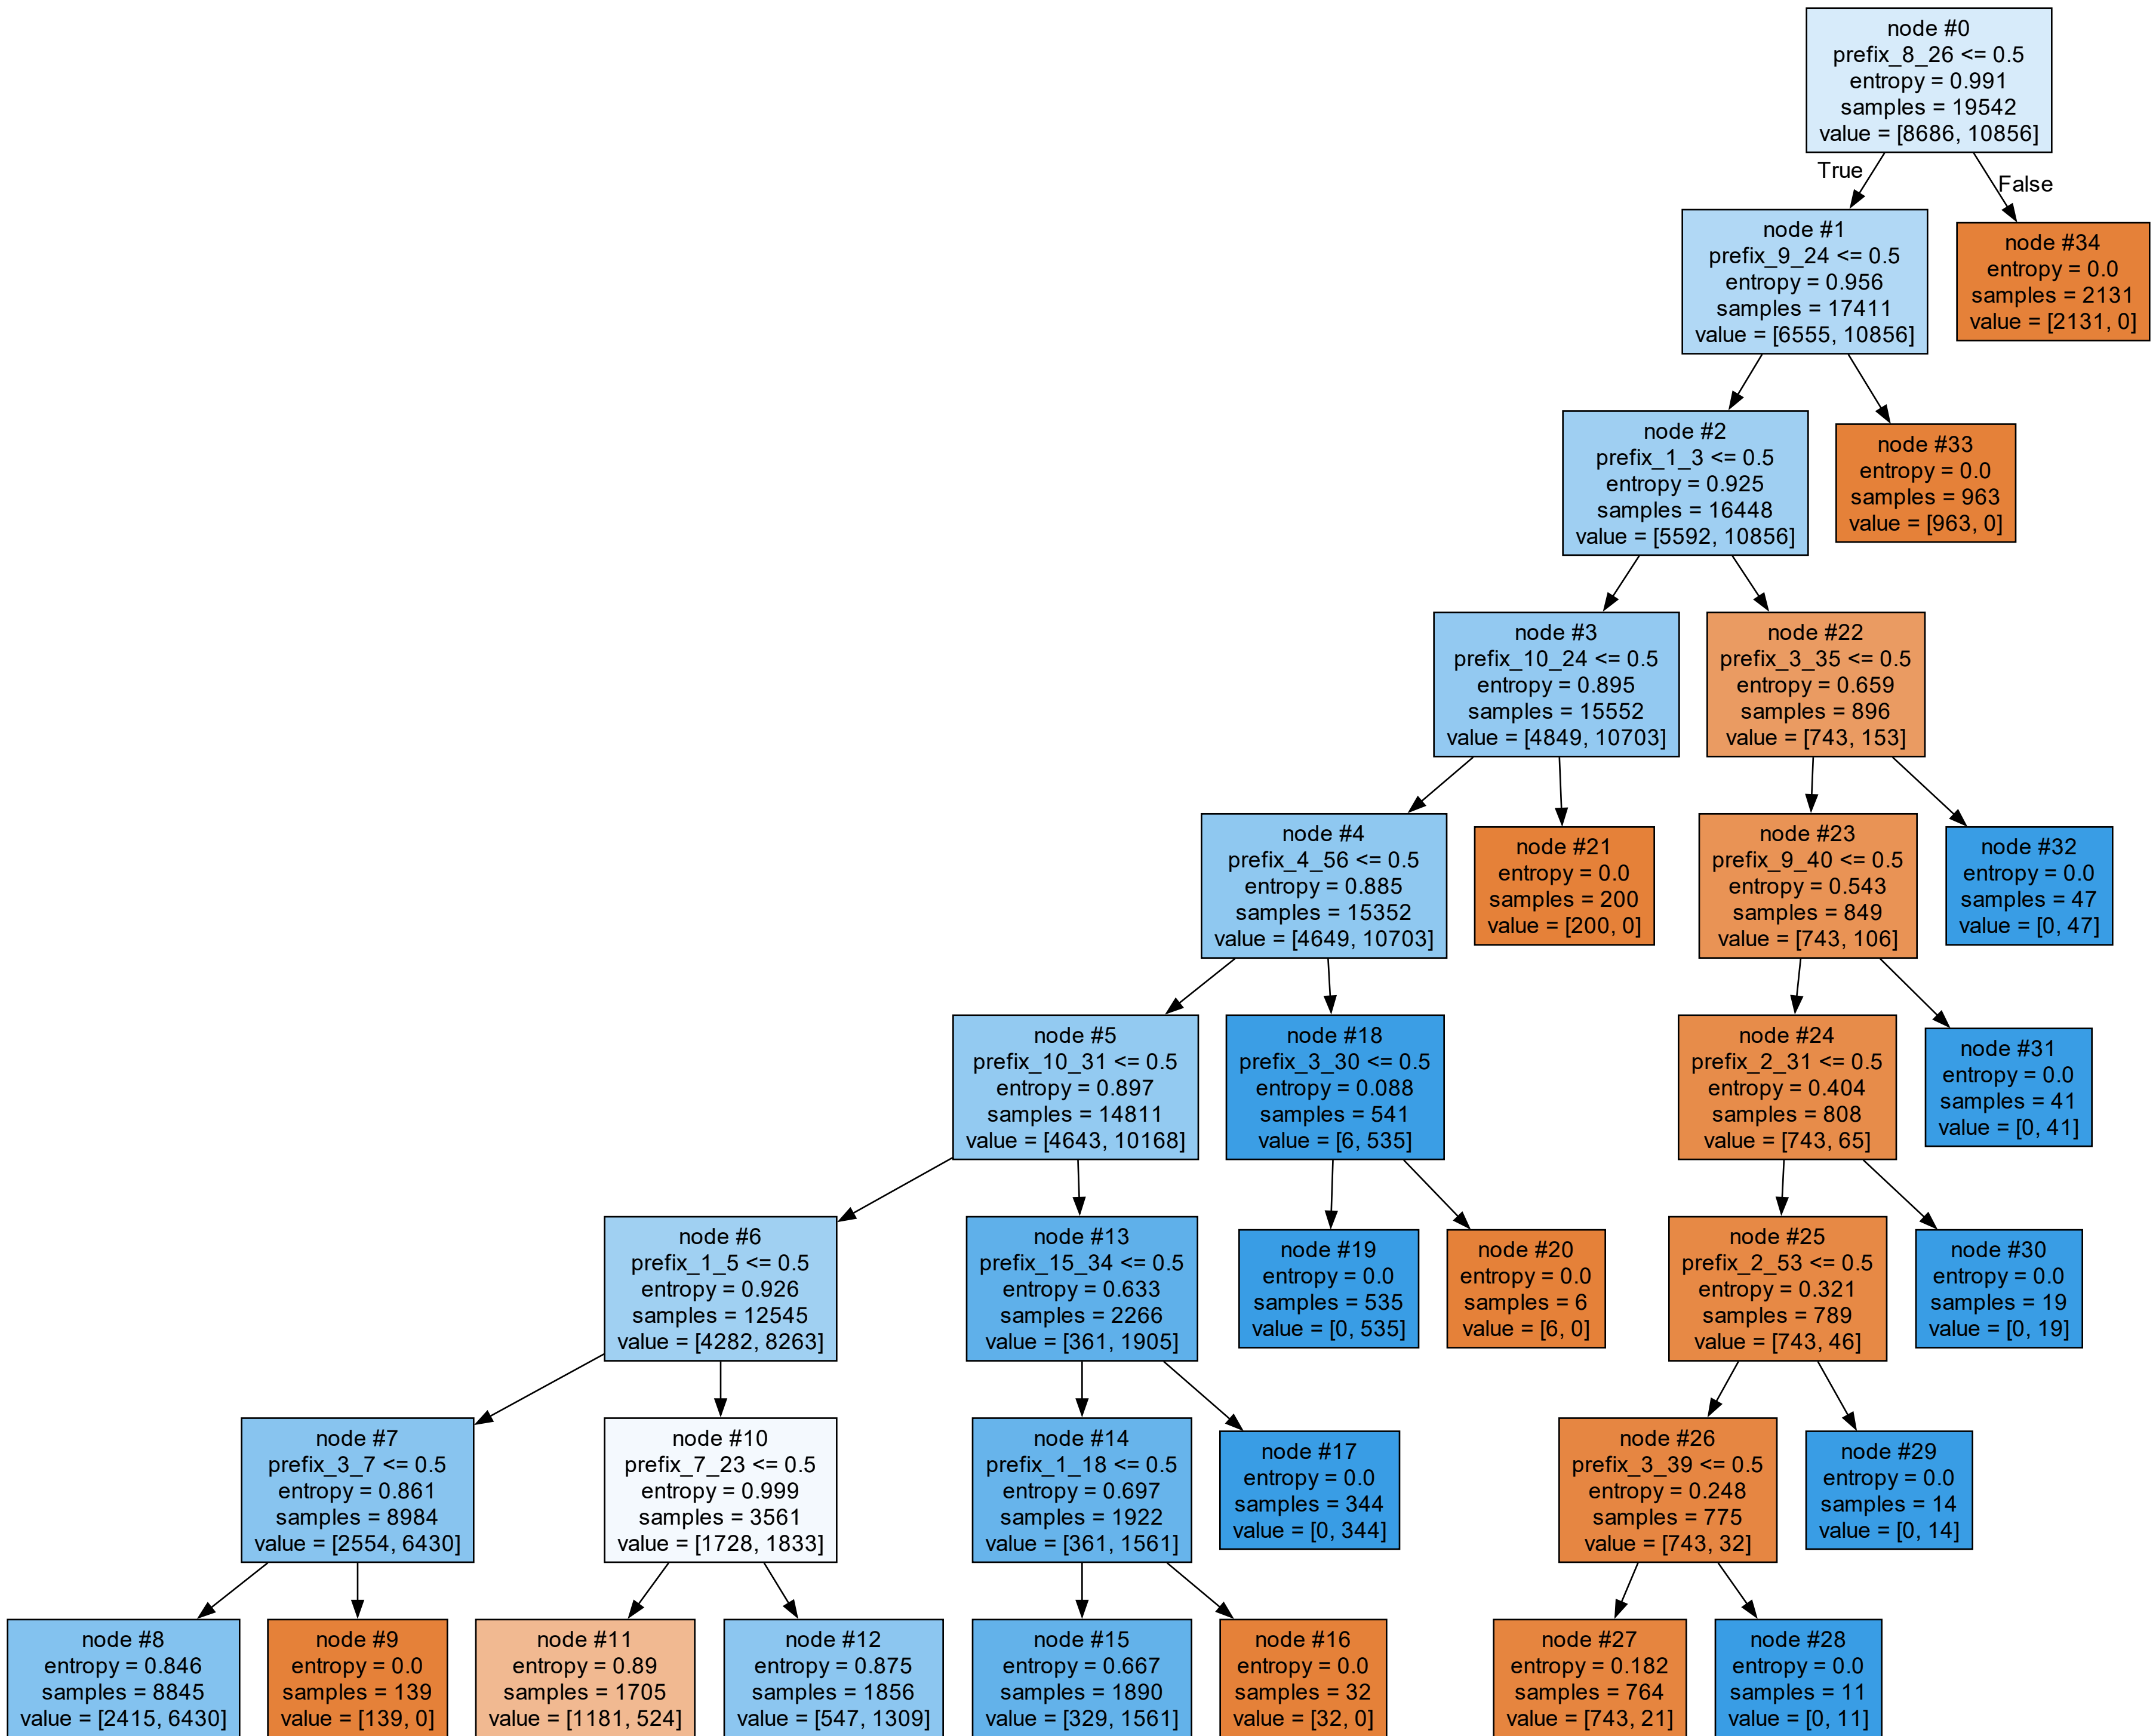 node #0
prefix_8_26 <= 0.5
entropy = 0.991
samples = 19542
value = [8686, 10856]
True
False
node #1
prefix_9_24 <= 0.5
entropy = 0.956
samples = 17411
value = [6555, 10856]
node #34
entropy = 0.0
samples = 2131
value = [2131, 0]
node #2
prefix_1_3 <= 0.5
entropy = 0.925
samples = 16448
value = [5592, 10856]
node #33
entropy = 0.0
samples = 963
value = [963, 0]
node #3
prefix_10_24 <= 0.5
entropy = 0.895
samples = 15552
value = [4849, 10703]
node #22
prefix_3_35 <= 0.5
entropy = 0.659
samples = 896
value = [743, 153]
node #4
prefix_4_56 <= 0.5
entropy = 0.885
samples = 15352
value = [4649, 10703]
node #21
entropy = 0.0
samples = 200
value = [200, 0]
node #23
prefix_9_40 <= 0.5
entropy = 0.543
samples = 849
value = [743, 106]
node #32
entropy = 0.0
samples = 47
value = [0, 47]
node #5
prefix_10_31 <= 0.5
entropy = 0.897
samples = 14811
value = [4643, 10168]
node #18
prefix_3_30 <= 0.5
entropy = 0.088
samples = 541
value = [6, 535]
node #24
prefix_2_31 <= 0.5
entropy = 0.404
samples = 808
value = [743, 65]
node #31
entropy = 0.0
samples = 41
value = [0, 41]
node #6
prefix_1_5 <= 0.5
entropy = 0.926
samples = 12545
value = [4282, 8263]
node #13
prefix_15_34 <= 0.5
entropy = 0.633
samples = 2266
value = [361, 1905]
node #19
entropy = 0.0
samples = 535
value = [0, 535]
node #20
entropy = 0.0
samples = 6
value = [6, 0]
node #25
prefix_2_53 <= 0.5
entropy = 0.321
samples = 789
value = [743, 46]
node #30
entropy = 0.0
samples = 19
value = [0, 19]
node #7
prefix_3_7 <= 0.5
entropy = 0.861
samples = 8984
value = [2554, 6430]
node #10
prefix_7_23 <= 0.5
entropy = 0.999
samples = 3561
value = [1728, 1833]
node #14
prefix_1_18 <= 0.5
entropy = 0.697
samples = 1922
value = [361, 1561]
node #17
entropy = 0.0
samples = 344
value = [0, 344]
node #26
prefix_3_39 <= 0.5
entropy = 0.248
samples = 775
value = [743, 32]
node #29
entropy = 0.0
samples = 14
value = [0, 14]
node #8
entropy = 0.846
samples = 8845
value = [2415, 6430]
node #9
entropy = 0.0
samples = 139
value = [139, 0]
node #11
entropy = 0.89
samples = 1705
value = [1181, 524]
node #12
entropy = 0.875
samples = 1856
value = [547, 1309]
node #15
entropy = 0.667
samples = 1890
value = [329, 1561]
node #16
entropy = 0.0
samples = 32
value = [32, 0]
node #27
entropy = 0.182
samples = 764
value = [743, 21]
node #28
entropy = 0.0
samples = 11
value = [0, 11]